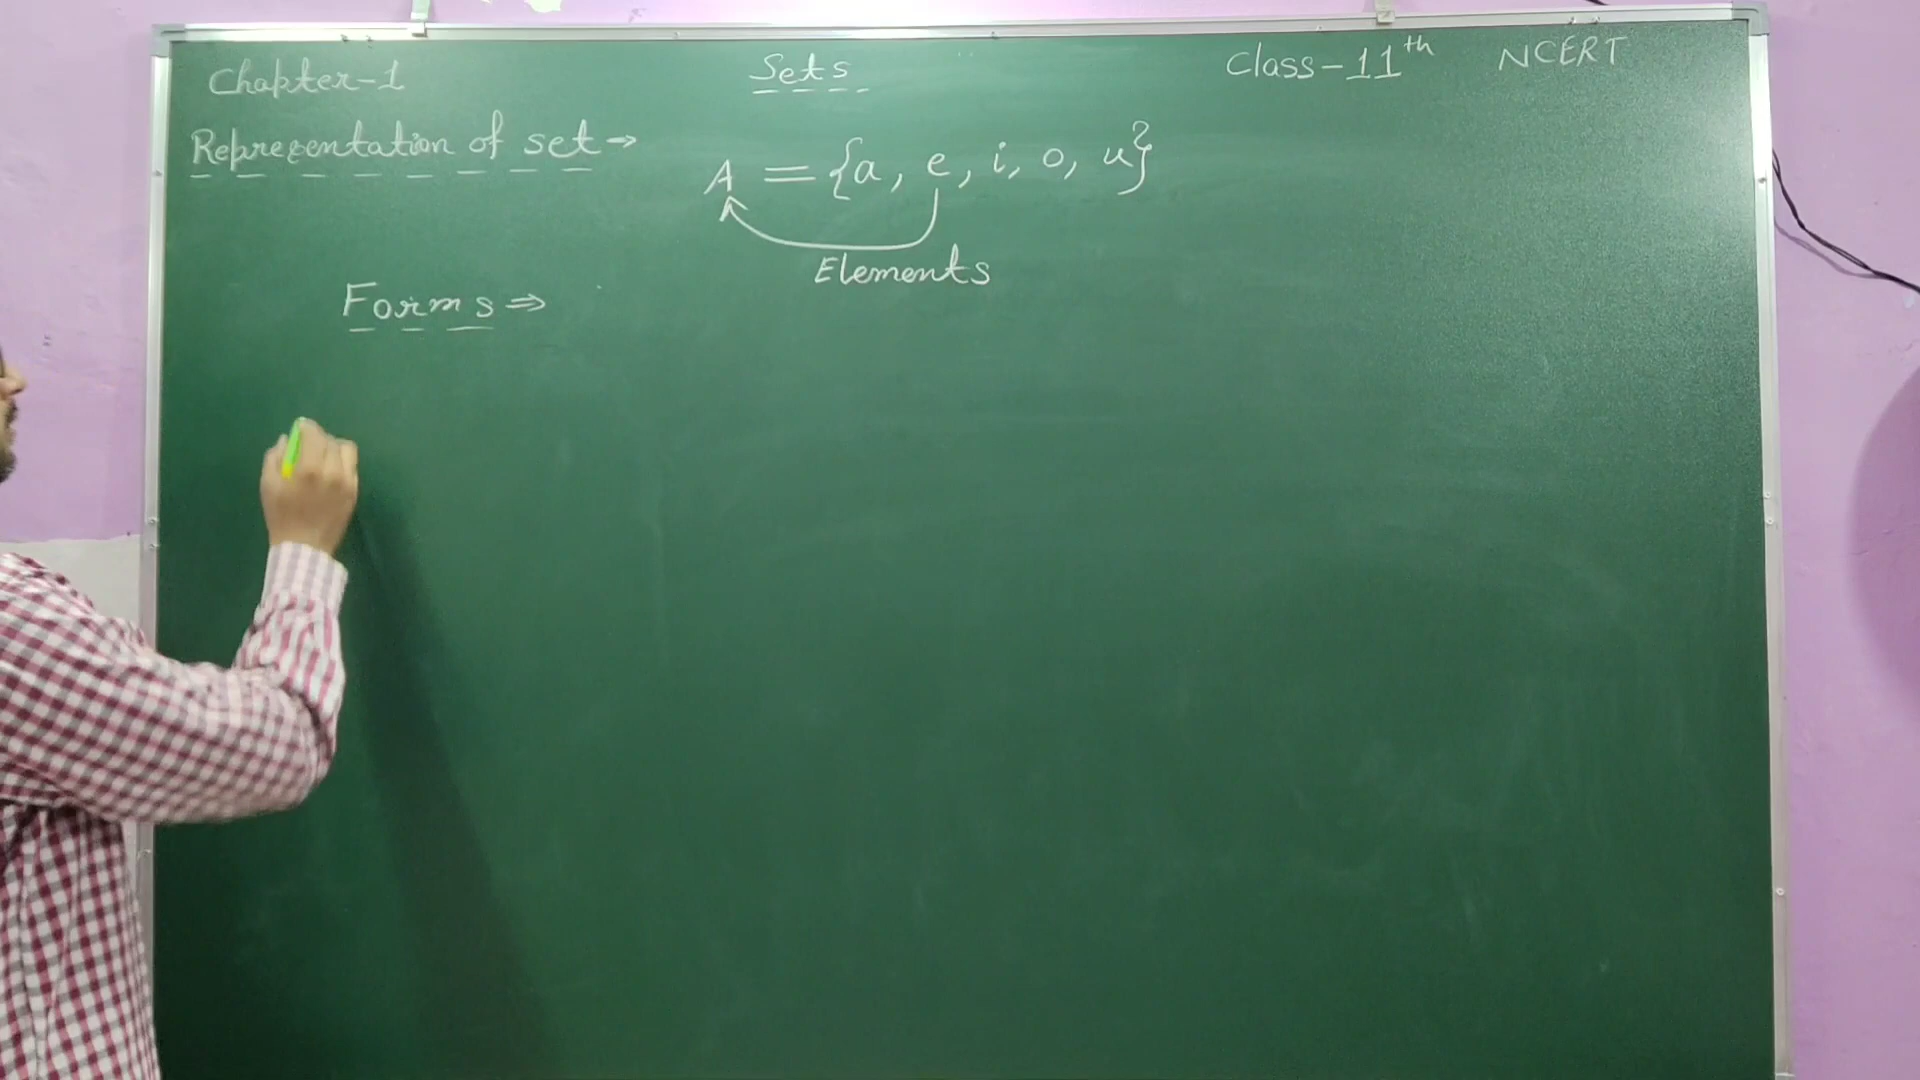 Chapter-1 Sets Class-11th NCERT
Representation of set→ A = {a, e, i, o, u}
Elements
Forms ⇒